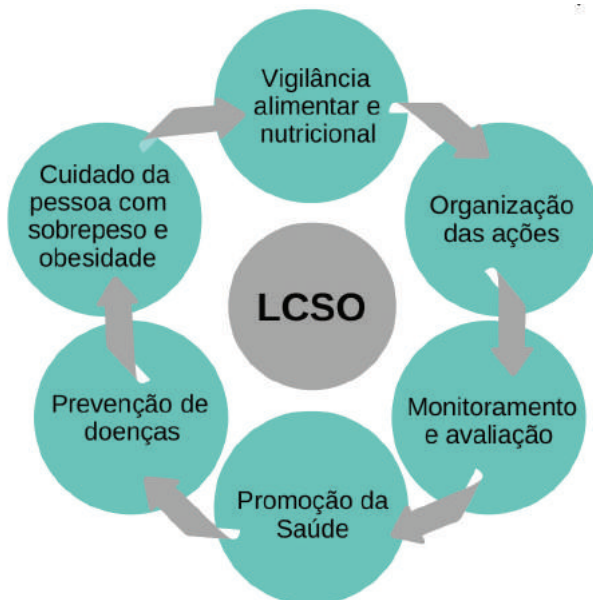 Vigilância
alimentar e
nutricional
Organização
das ações
Monitoramento
e avaliação
Promoção da
Saúde
Prevenção de
doenças
Cuidado da
pessoa com
sobrepeso e
obesidade
LCSO